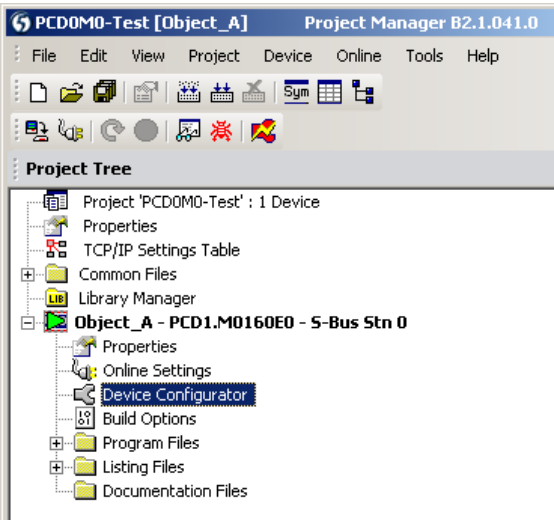 PCD0M0-Test [Object_A] Project Manager B2.1.041.0
File Edit View Project Device Online Tools Help
Sym
Project Tree
Project 'PCD0M0-Test' : 1 Device
Properties
TCP/IP Settings Table
Common Files
LIB Library Manager
Object_A - PCD1.M0160E0 - S-Bus Stn 0
Properties
Online Settings
Device Configurator
Build Options
Program Files
Listing Files
Documentation Files